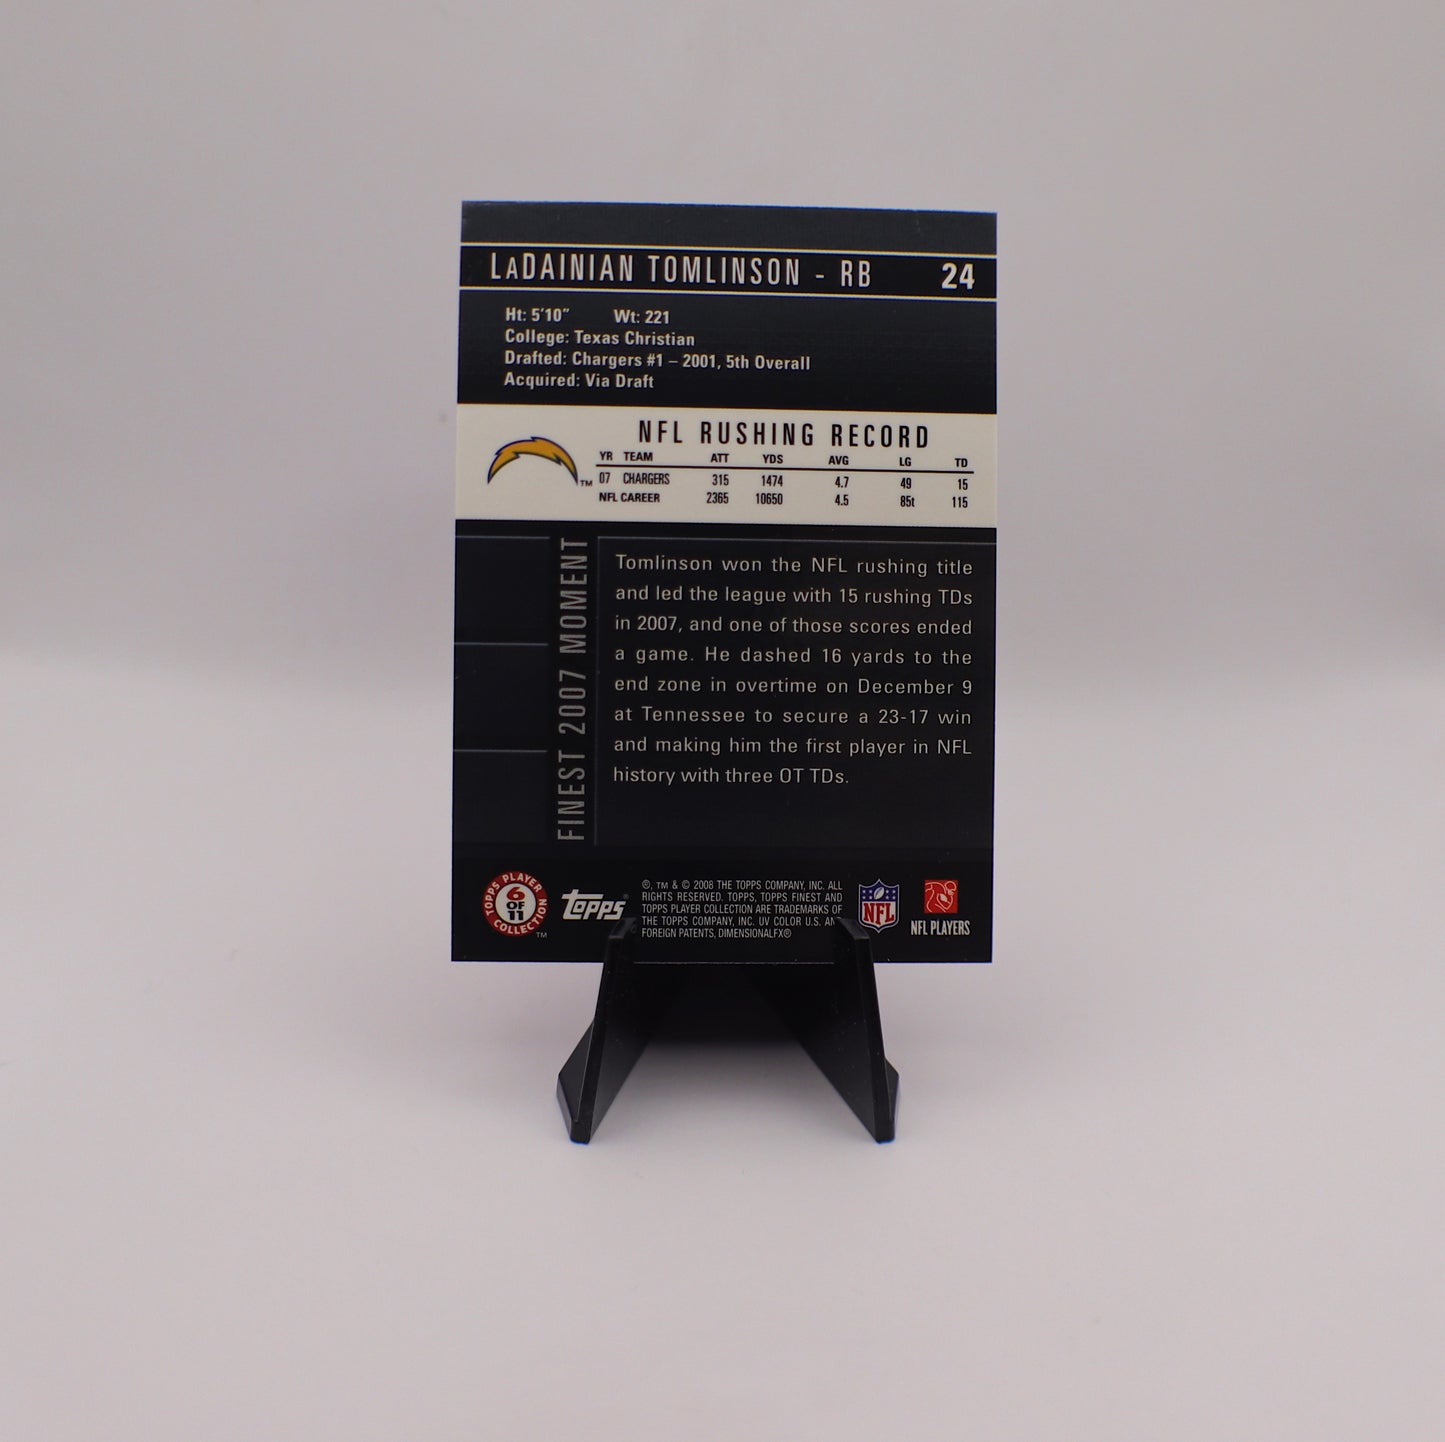 LaDAINIAN TOMLINSON - RB 24
Ht: 5'10" Wt: 221
College: Texas Christian
Drafted: Chargers #1 – 2001, 5th Overall
Acquired: Via Draft
NFL RUSHING RECORD
YR TEAM ATT YDS AVG LG TD
07 CHARGERS 315 1474 4.7 49 15
NFL CAREER 2365 10650 4.5 85t 115
TM
FINEST 2007 MOMENT
Tomlinson won the NFL rushing title
and led the league with 15 rushing TDs
in 2007, and one of those scores ended
a game. He dashed 16 yards to the
end zone in overtime on December 9
at Tennessee to secure a 23-17 win
and making him the first player in NFL
history with three OT TDs.
TOPPS PLAYER
6
OF
11
COLLECTION
TM
Topps®
®, TM & © 2008 THE TOPPS COMPANY, INC. ALL
RIGHTS RESERVED. TOPPS, TOPPS FINEST AND
TOPPS PLAYER COLLECTION ARE TRADEMARKS OF
THE TOPPS COMPANY, INC. UV COLOR U.S.
FOREIGN PATENTS, DIMENSIONALFX®
NFL
NFL PLAYERS